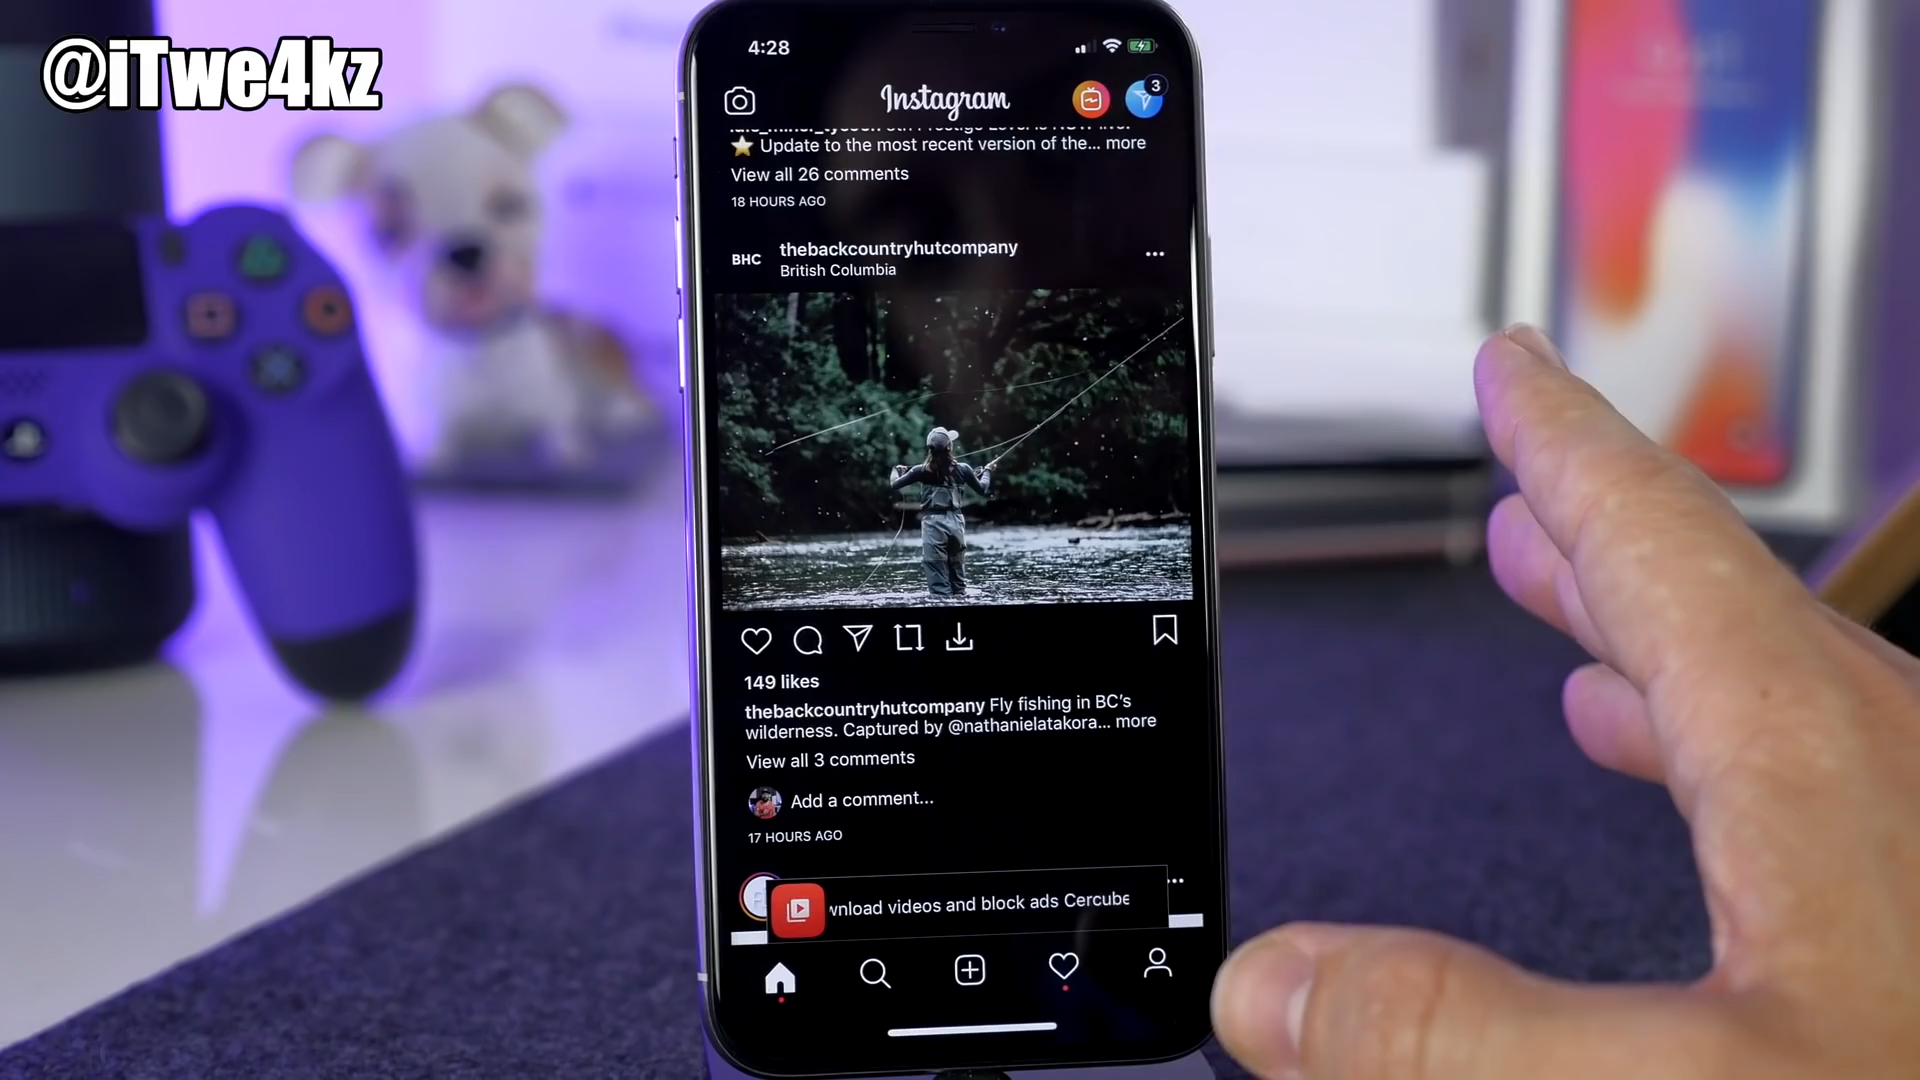 @iTwe4kz
4:28
Instagram
3
⭐ Update to the most recent version of the... more
View all 26 comments
18 HOURS AGO
BHC
thebackcountryhutcompany
British Columbia
149 likes
thebackcountryhutcompany Fly fishing in BC's
wilderness. Captured by @nathanielatakora... more
View all 3 comments
Add a comment...
17 HOURS AGO
wnload videos and block ads Cercube